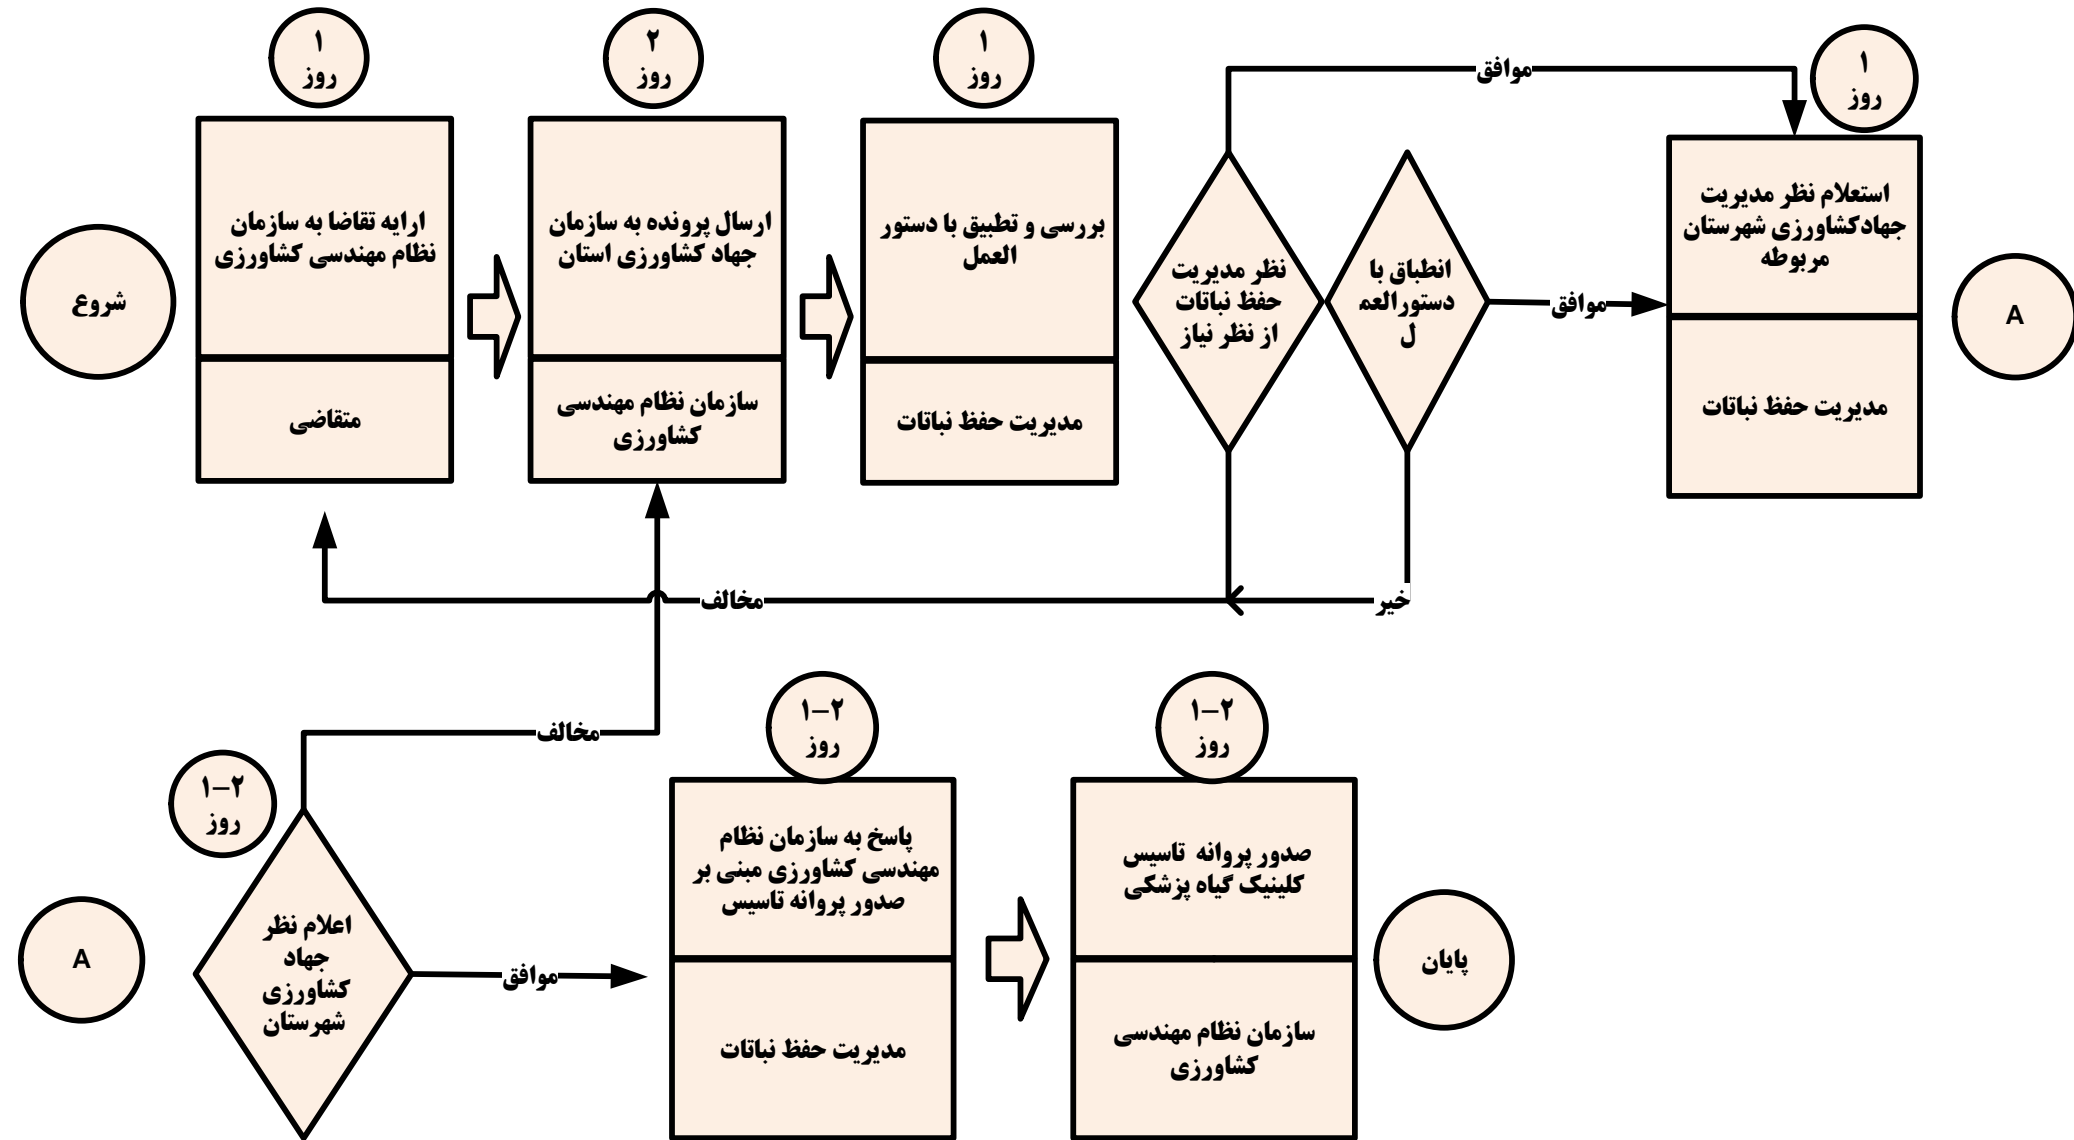 شروع
۱
روز
ارایه تقاضا به سازمان
نظام مهندسی کشاورزی
متقاضی
۲
روز
ارسال پرونده به سازمان
جهاد کشاورزی استان
سازمان نظام مهندسی
کشاورزی
۱
روز
بررسی و تطبیق با دستور
العمل
مدیریت حفظ نباتات
نظر مدیریت
حفظ نباتات
از نظر نیاز
موافق
انطباق با
دستورالعم
ل
موافق
۱
روز
استعلام نظر مدیریت
جهادکشاورزی شهرستان
مربوطه
مدیریت حفظ نباتات
A
خیر
مخالف
مخالف
A
۱-۲
روز
اعلام نظر
جهاد
کشاورزی
شهرستان
موافق
۱-۲
روز
پاسخ به سازمان نظام
مهندسی کشاورزی مبنی بر
صدور پروانه تاسیس
مدیریت حفظ نباتات
۱-۲
روز
صدور پروانه تاسیس
کلینیک گیاه پزشکی
سازمان نظام مهندسی
کشاورزی
پایان